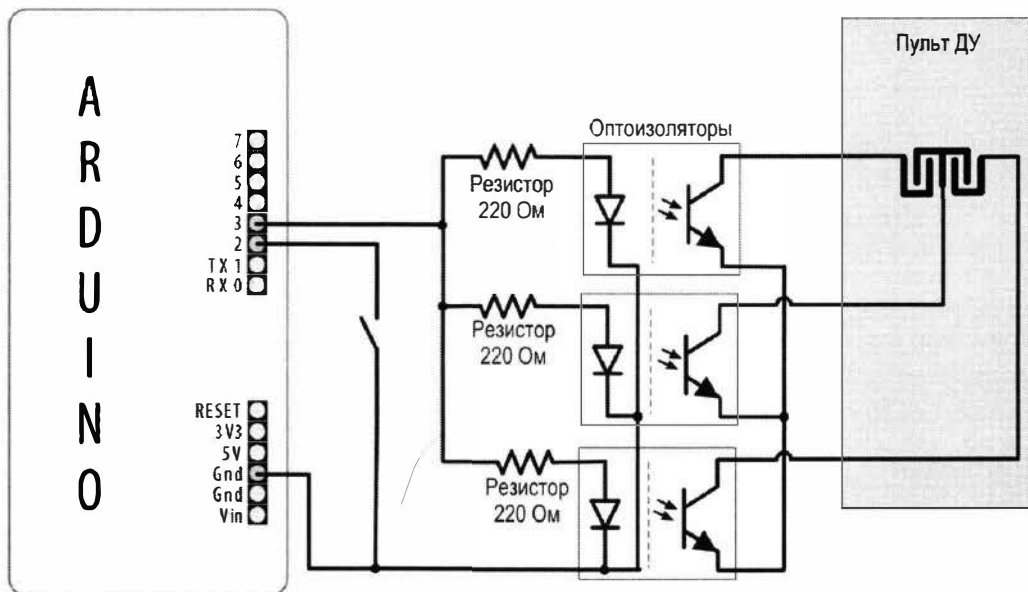 ARDUINO
7
6
5
4
3
2
TX 1
RX 0
RESET
3V3
5V
Gnd
Gnd
Vin
Резистор
220 Ом
Резистор
220 Ом
Резистор
220 Ом
Оптоизоляторы
Пульт ДУ